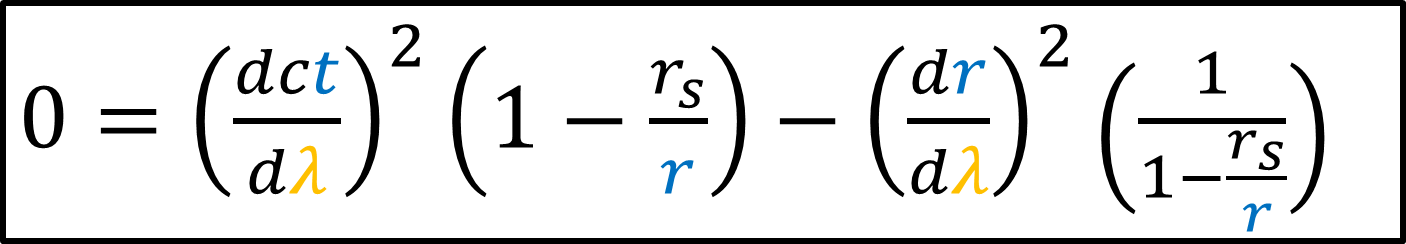 0 = (dct/dλ)² (1 − r_s/r) − (dr/dλ)² (1/(1 − r_s/r))